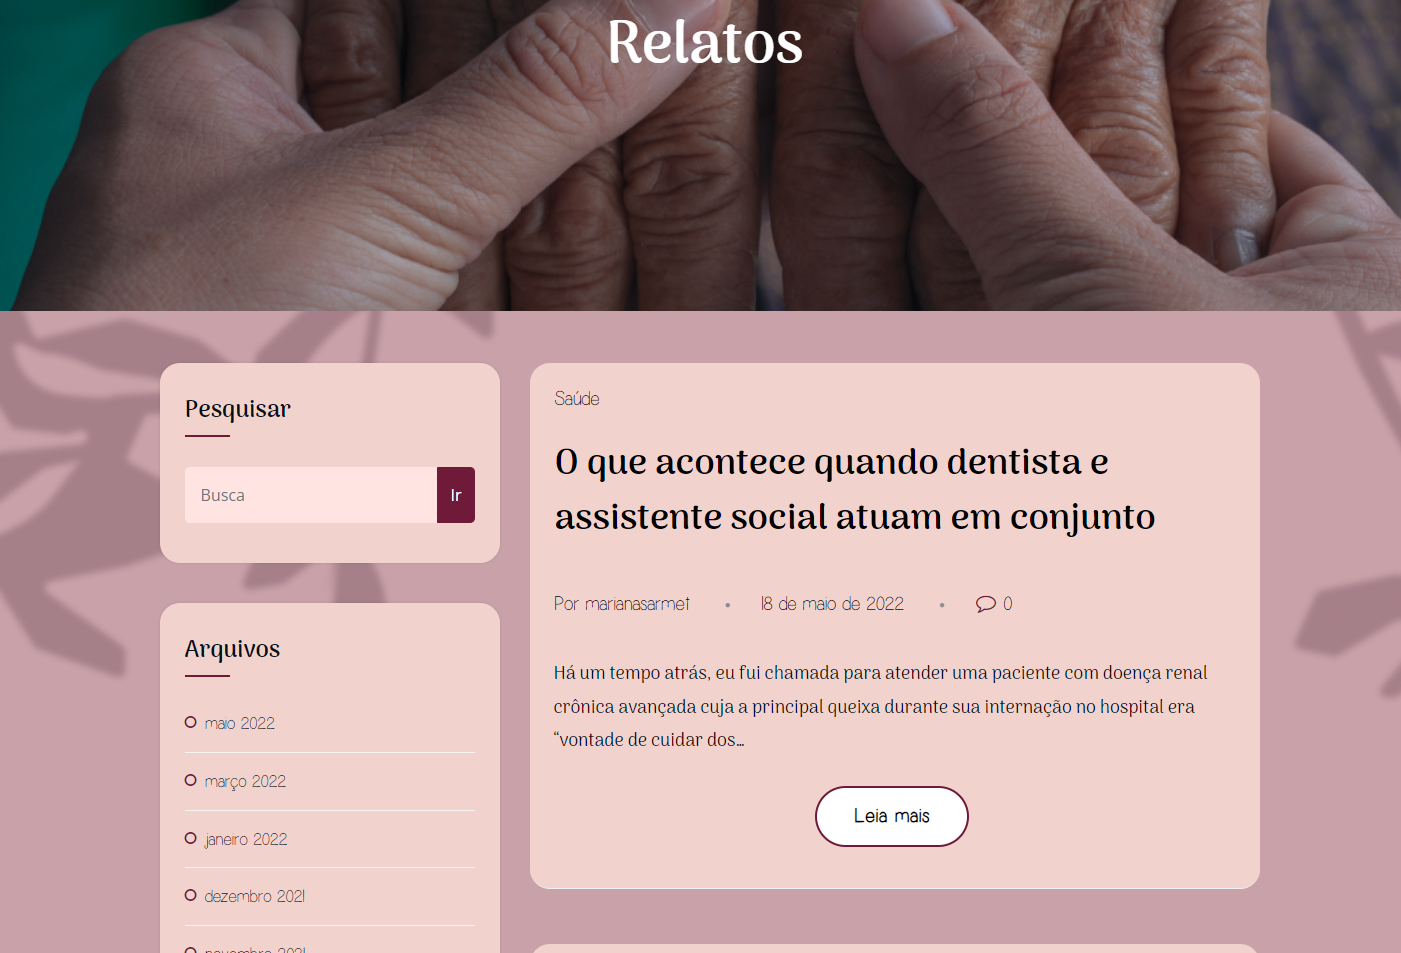 Relatos
Pesquisar
Busca
Ir
Arquivos
maio 2022
março 2022
janeiro 2022
dezembro 2021
novembro 2021
Saúde
O que acontece quando dentista e
assistente social atuam em conjunto
Por marianasarmet • 18 de maio de 2022 • 0
Há um tempo atrás, eu fui chamada para atender uma paciente com doença renal
crônica avançada cuja a principal queixa durante sua internação no hospital era
“vontade de cuidar dos…
Leia mais